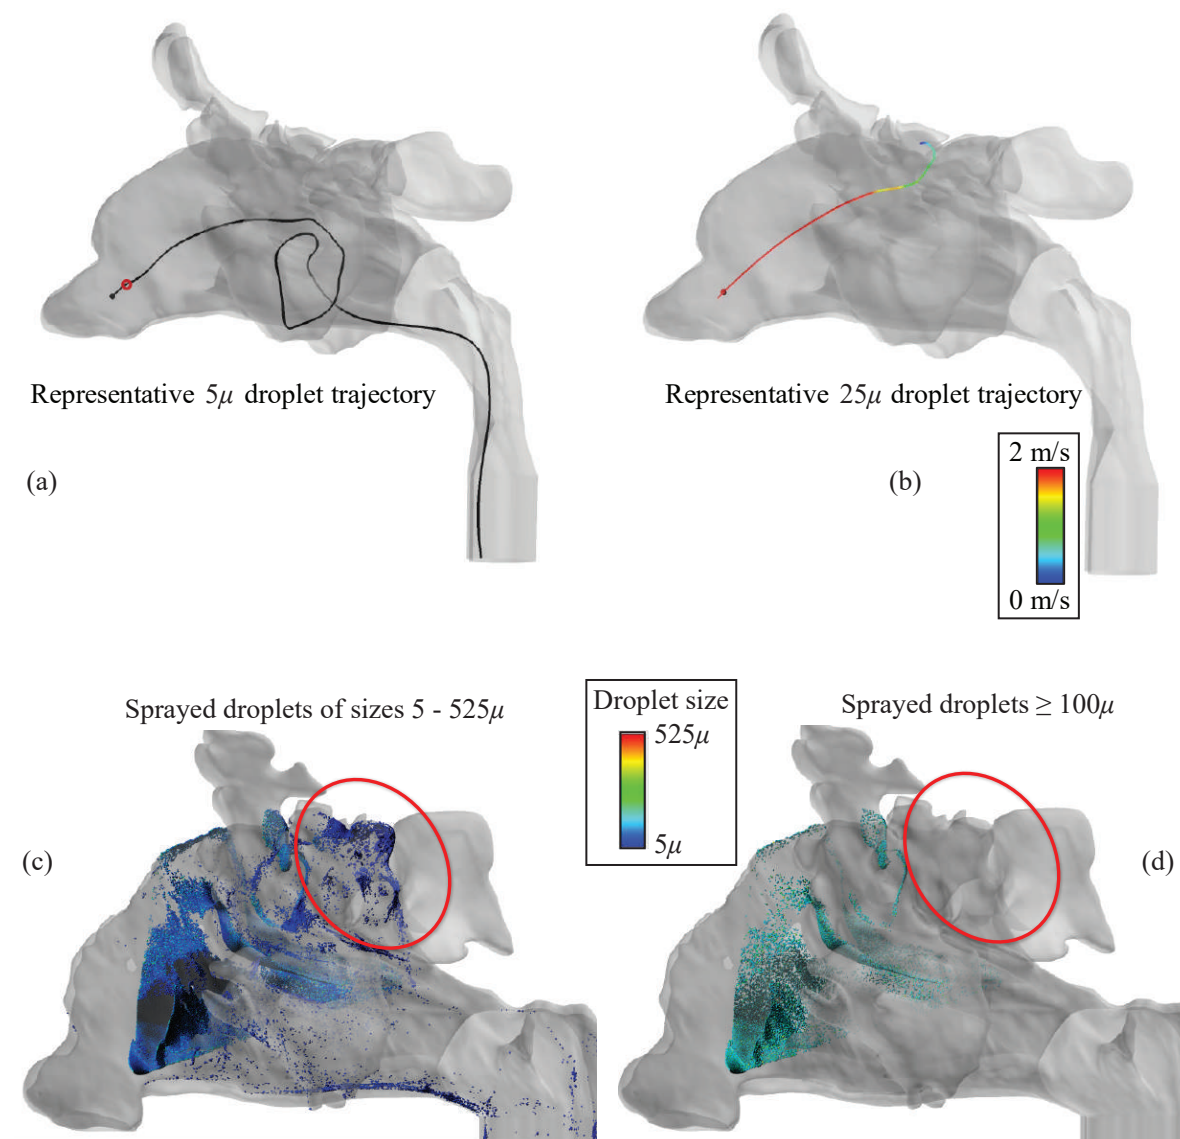 Representative 5μ droplet trajectory
Representative 25μ droplet trajectory
(a)
(b)
2 m/s
0 m/s
Sprayed droplets of sizes 5 - 525μ
Droplet size
525μ
5μ
Sprayed droplets ≥ 100μ
(c)
(d)